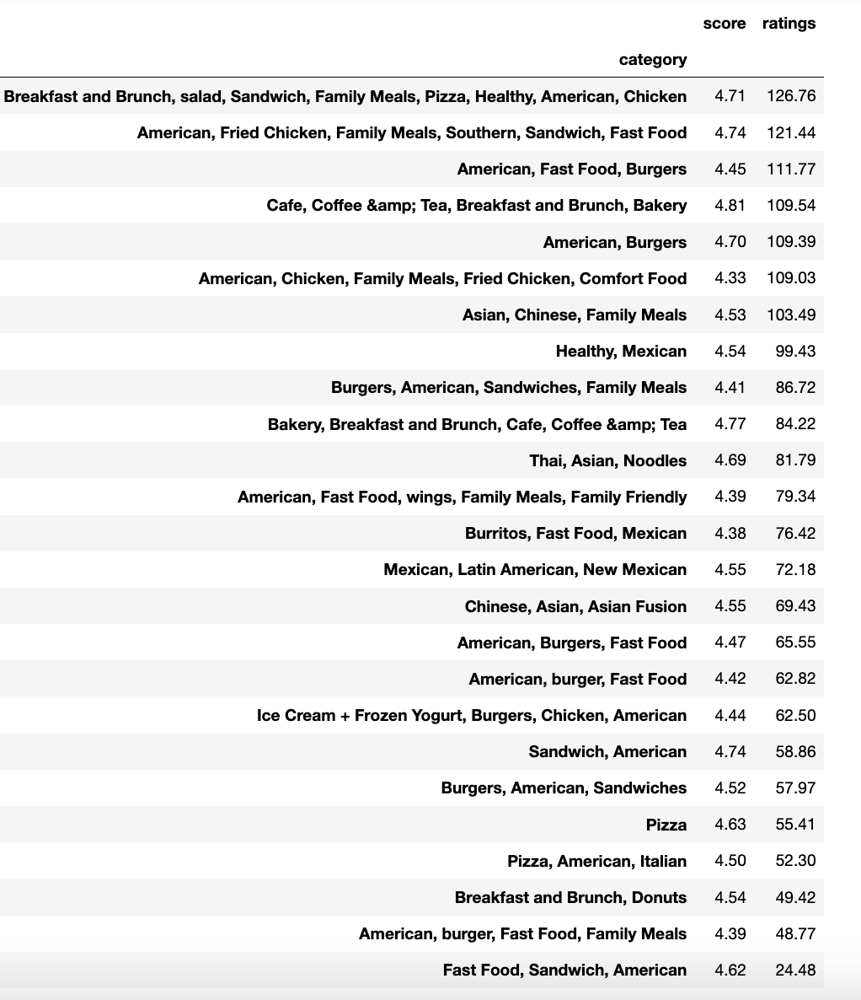 score ratings
category
Breakfast and Brunch, salad, Sandwich, Family Meals, Pizza, Healthy, American, Chicken 4.71 126.76
American, Fried Chicken, Family Meals, Southern, Sandwich, Fast Food 4.74 121.44
American, Fast Food, Burgers 4.45 111.77
Cafe, Coffee &amp; Tea, Breakfast and Brunch, Bakery 4.81 109.54
American, Burgers 4.70 109.39
American, Chicken, Family Meals, Fried Chicken, Comfort Food 4.33 109.03
Asian, Chinese, Family Meals 4.53 103.49
Healthy, Mexican 4.54 99.43
Burgers, American, Sandwiches, Family Meals 4.41 86.72
Bakery, Breakfast and Brunch, Cafe, Coffee &amp; Tea 4.77 84.22
Thai, Asian, Noodles 4.69 81.79
American, Fast Food, wings, Family Meals, Family Friendly 4.39 79.34
Burritos, Fast Food, Mexican 4.38 76.42
Mexican, Latin American, New Mexican 4.55 72.18
Chinese, Asian, Asian Fusion 4.55 69.43
American, Burgers, Fast Food 4.47 65.55
American, burger, Fast Food 4.42 62.82
Ice Cream + Frozen Yogurt, Burgers, Chicken, American 4.44 62.50
Sandwich, American 4.74 58.86
Burgers, American, Sandwiches 4.52 57.97
Pizza 4.63 55.41
Pizza, American, Italian 4.50 52.30
Breakfast and Brunch, Donuts 4.54 49.42
American, burger, Fast Food, Family Meals 4.39 48.77
Fast Food, Sandwich, American 4.62 24.48